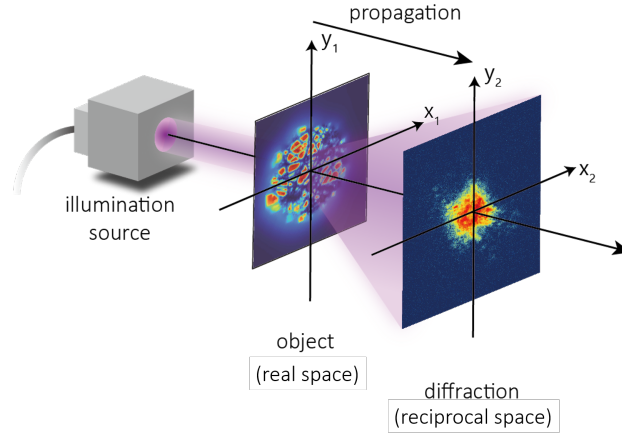 propagation
y₁
y₂
x₁
x₂
illumination
source
object
(real space)
diffraction
(reciprocal space)